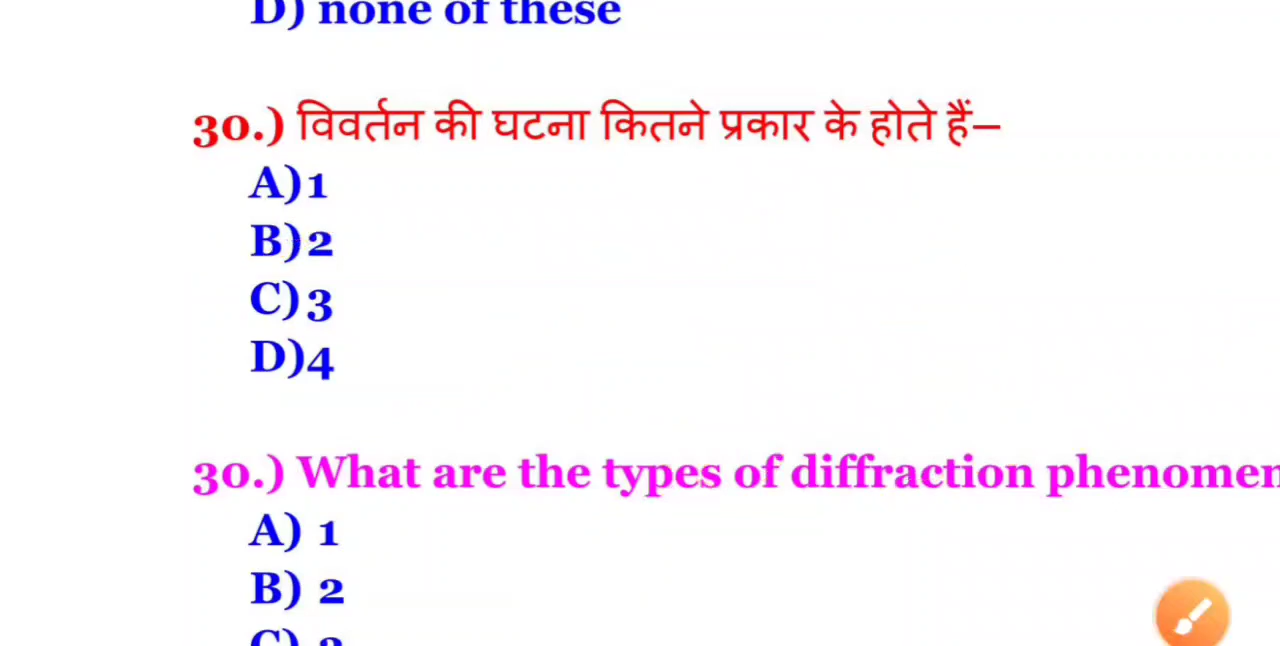 D) none of these
30.) विवर्तन की घटना कितने प्रकार के होते हैं–
A)1
B)2
C)3
D)4
30.) What are the types of diffraction phenomen
A) 1
B) 2
C)